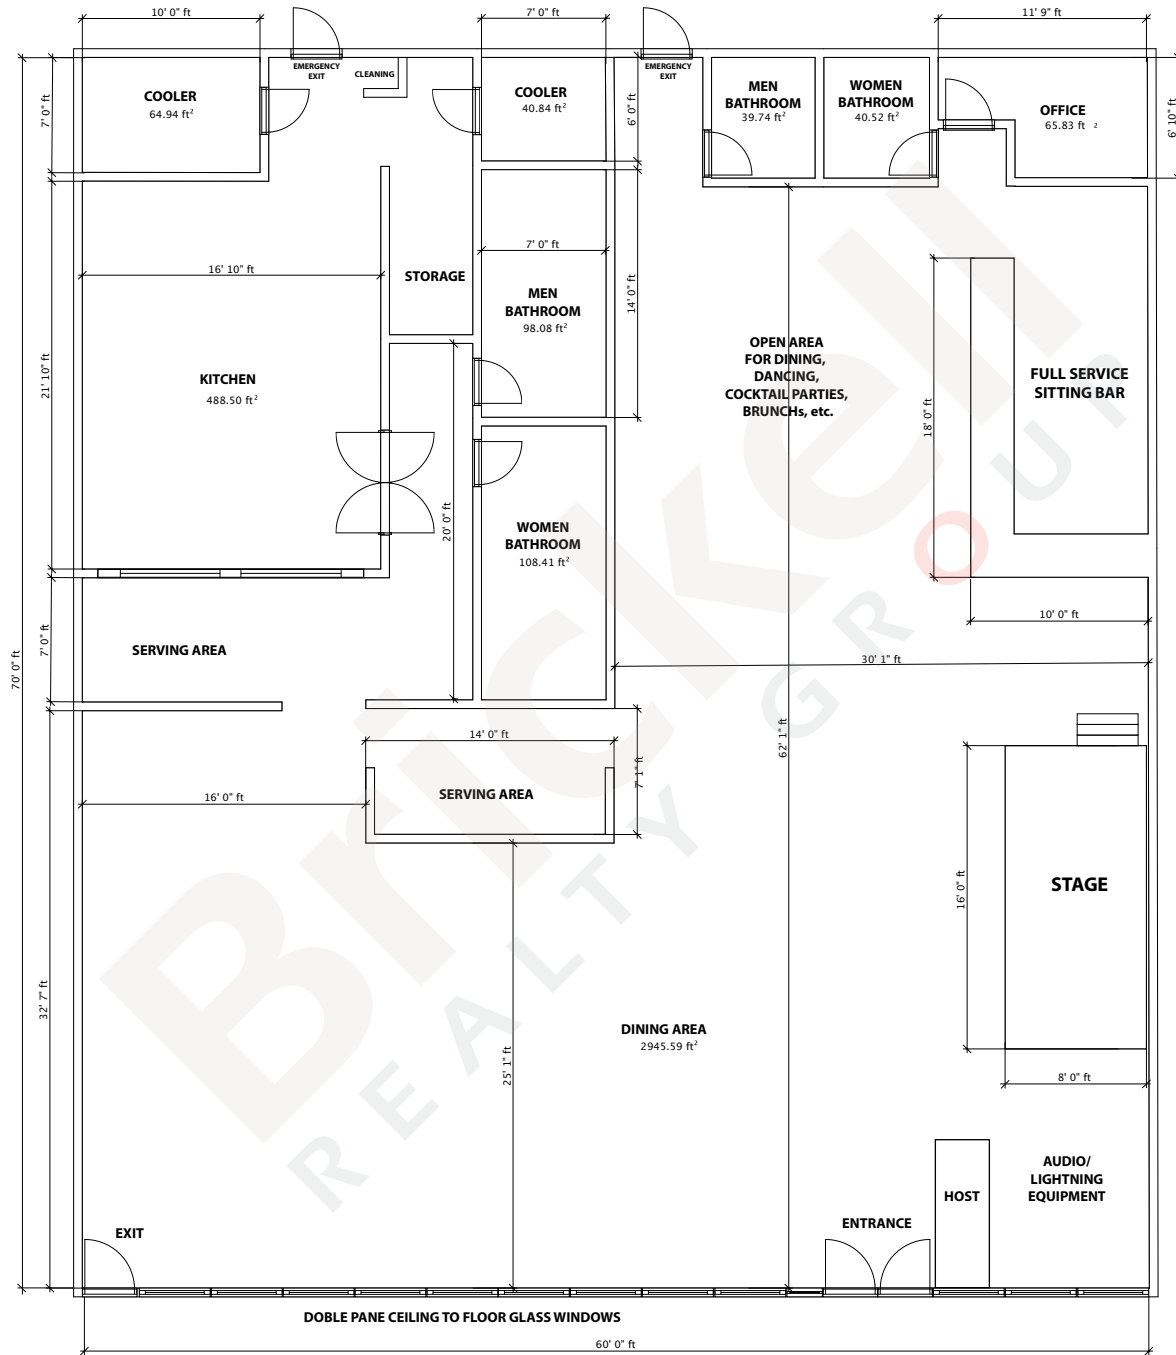 10' 0" ft
7' 0" ft
11' 9" ft
EMERGENCY
EXIT
CLEANING
EMERGENCY
EXIT
COOLER
64.94 ft²
COOLER
40.84 ft²
MEN
BATHROOM
39.74 ft²
WOMEN
BATHROOM
40.52 ft²
OFFICE
65.83 ft 2
7' 0" ft
6' 0" ft
6' 10" ft
7' 0" ft
16' 10" ft
STORAGE
MEN
BATHROOM
98.08 ft²
14' 0" ft
21' 10" ft
KITCHEN
488.50 ft²
OPEN AREA
FOR DINING,
DANCING,
COCKTAIL PARTIES,
BRUNCHs, etc.
18' 0" ft
FULL SERVICE
SITTING BAR
20' 0" ft
WOMEN
BATHROOM
108.41 ft²
10' 0" ft
7' 0" ft
SERVING AREA
70' 0" ft
30' 1" ft
62' 1" ft
14' 0" ft
7' 1" ft
16' 0" ft
SERVING AREA
16' 0" ft
STAGE
32' 7" ft
25' 1" ft
DINING AREA
2945.59 ft²
8' 0" ft
AUDIO/
LIGHTNING
EQUIPMENT
HOST
EXIT
ENTRANCE
DOBLE PANE CEILING TO FLOOR GLASS WINDOWS
60' 0" ft
Brickell
REALTY GROUP